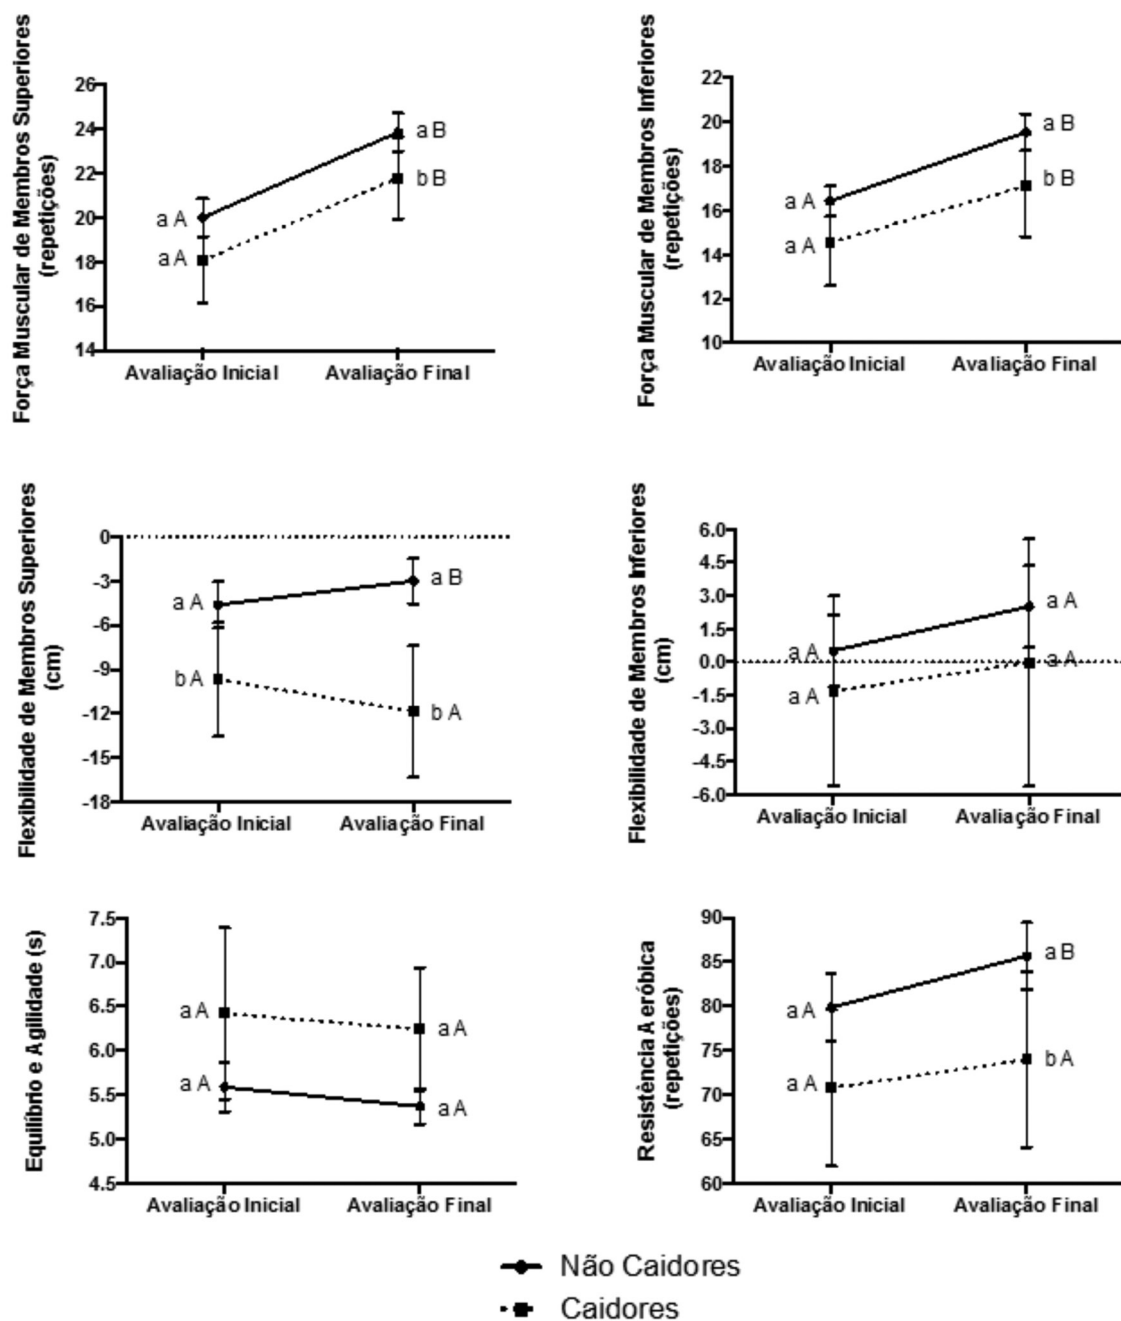 Força Muscular de Membros Superiores
(repetições)
26
24
22
20
18
16
14
a A
a A
a B
b B
Avaliação Inicial
Avaliação Final
Força Muscular de Membros Inferiores
(repetições)
22
20
18
16
14
12
10
a A
a A
a B
b B
Avaliação Inicial
Avaliação Final
Flexibilidade de Membros Superiores
(cm)
0
-3
-6
-9
-12
-15
-18
a A
b A
a B
b A
Avaliação Inicial
Avaliação Final
Flexibilidade de Membros Inferiores
(cm)
6.0
4.5
3.0
1.5
0.0
-1.5
-3.0
-4.5
-6.0
a A
a A
a A
a A
Avaliação Inicial
Avaliação Final
Equilíbrio e Agilidade (s)
7.5
7.0
6.5
6.0
5.5
5.0
4.5
a A
a A
a A
a A
Avaliação Inicial
Avaliação Final
Resistência Aeróbica
(repetições)
90
85
80
75
70
65
60
a A
a A
a B
b A
Avaliação Inicial
Avaliação Final
Não Caidores
Caidores